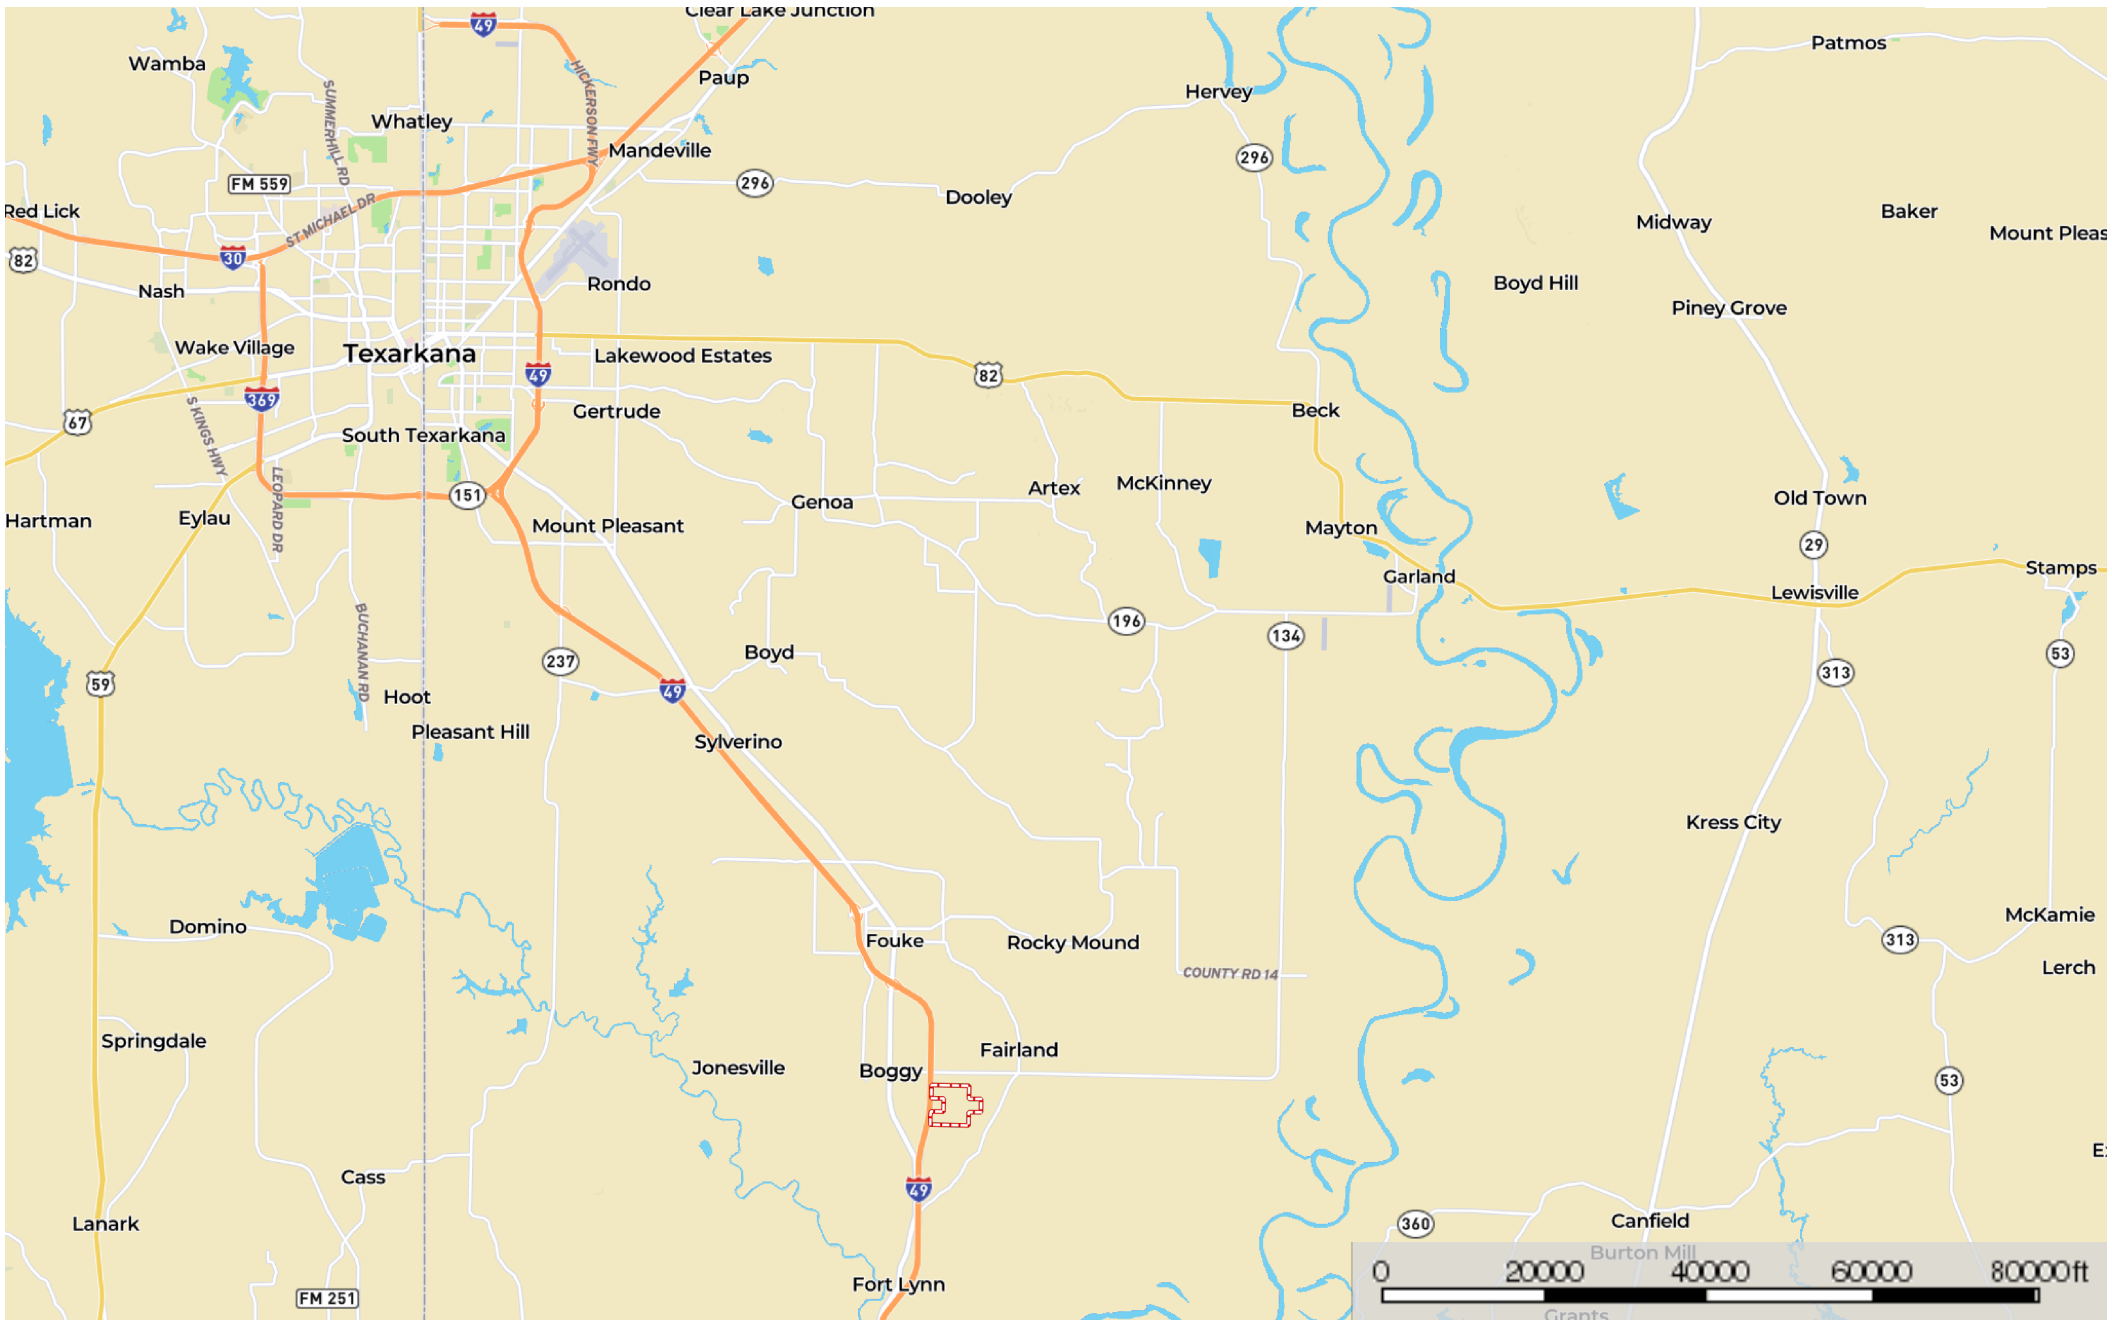 Clear Lake Junction
49
Patmos
Wamba
HICKERSON FWY
Paup
SUMMERHILL RD
Hervey
Whatley
Mandeville
296
FM 559
296
Dooley
Red Lick
ST MICHAEL DR
Midway
Baker
Mount Pleas
82
30
Nash
Rondo
Boyd Hill
Piney Grove
Wake Village
Texarkana
Lakewood Estates
49
82
369
67
S KINGS HWY
Gertrude
Beck
South Texarkana
LEOPARD DR
151
Genoa
Artex
McKinney
Old Town
Hartman
Eylau
Mount Pleasant
Mayton
29
Garland
Stamps
Lewisville
BUCHANAN RD
196
134
237
Boyd
53
313
59
Hoot
49
Pleasant Hill
Sylverino
Kress City
Domino
Fouke
Rocky Mound
McKamie
313
COUNTY RD 14
Lerch
Springdale
Fairland
Jonesville
Boggy
53
E
Cass
49
Lanark
360
Canfield
Burton Mill
Fort Lynn
FM 251
0 20000 40000 60000 80000ft
Grants